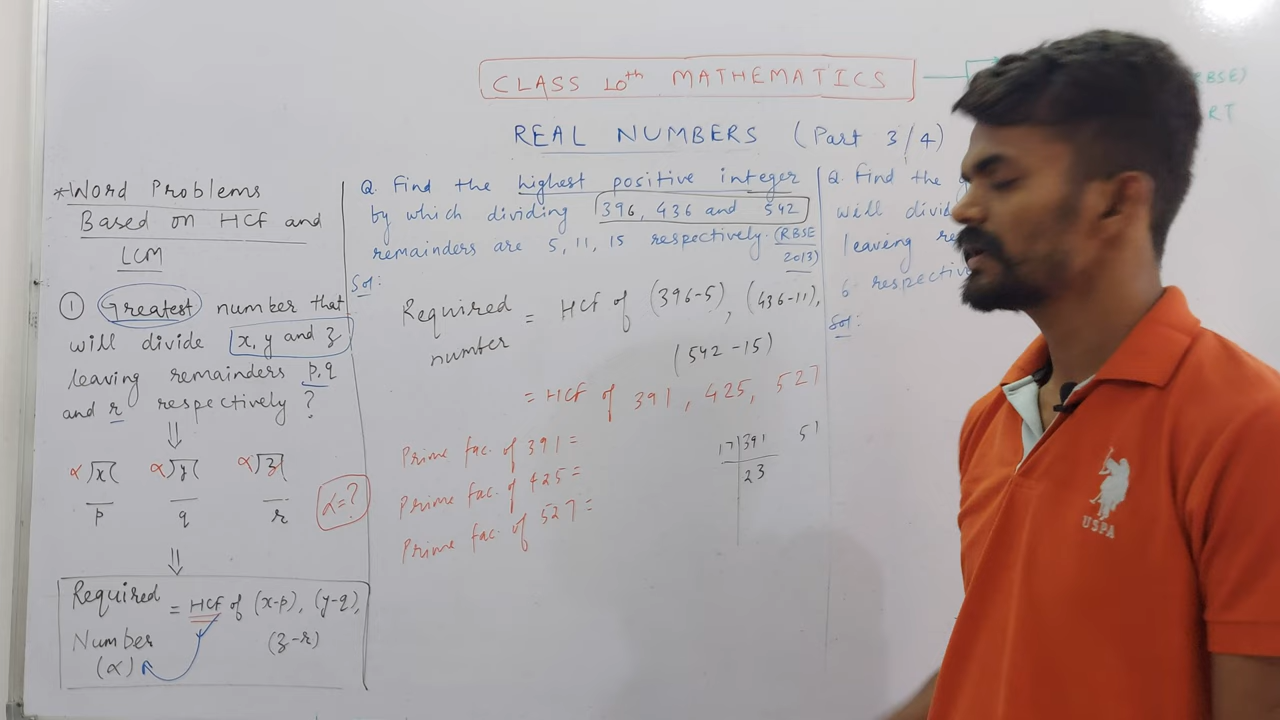 CLASS 10th MATHEMATICS
BSE)
RT
REAL NUMBERS (Part 3/4)
*Word Problems
Based on HCF and
LCM
① Greatest number that
will divide x, y and z
leaving remainders p, q
and r respectively?
⇓
α x α y α z
p q r
α=?
⇓
Required = HCF of (x-p), (y-q),
Number (z-r)
(α)
Q. Find the highest positive integer
by which dividing 396, 436 and 542
remainders are 5, 11, 15 respectively. (RBSE
2013)
Sol:
Required = HCF of (396-5), (436-11),
number (542-15)
= HCF of 391, 425, 527
Prime fac. of 391 =
Prime fac. of 425 =
Prime fac. of 527 =
17 391 51
23
Q. Find the
will divid
leaving re
6 respectiv
Sol:
USPA